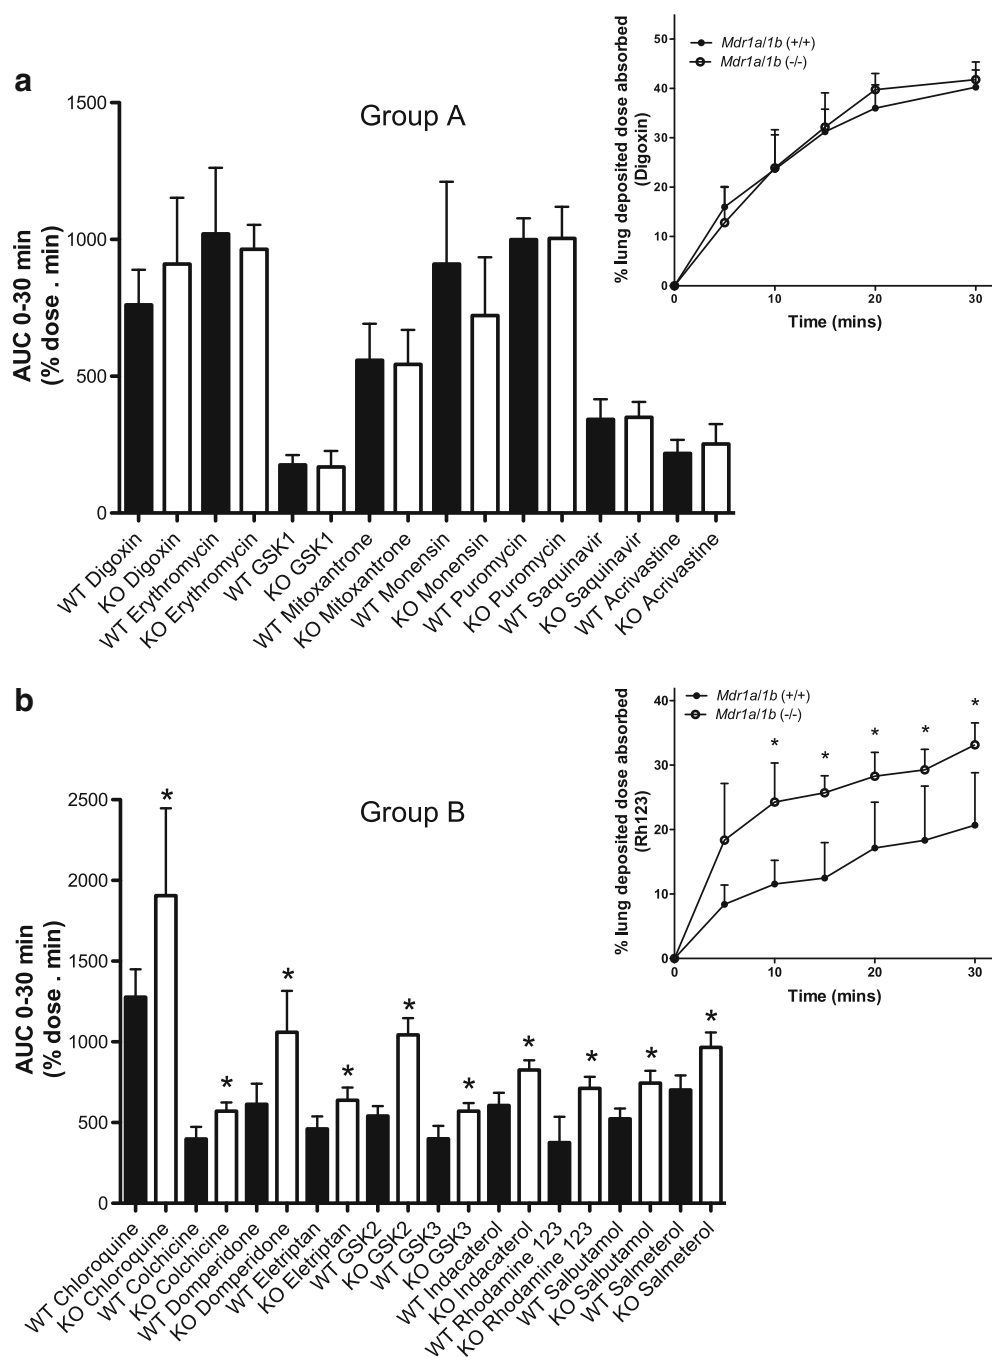 a
Group A
1500
1000
500
0
AUC 0-30 min
(% dose . min)
WT Digoxin
KO Digoxin
WT Erythromycin
KO Erythromycin
WT GSK1
KO GSK1
WT Mitoxantrone
KO Mitoxantrone
WT Monensin
KO Monensin
WT Puromycin
KO Puromycin
WT Saquinavir
KO Saquinavir
WT Acrivastine
KO Acrivastine
Mdr1a/1b (+/+)
Mdr1a/1b (-/-)
% lung deposited dose absorbed
(Digoxin)
50
40
30
20
10
0
0 10 20 30
Time (mins)
b
Group B
2500
2000
1500
1000
500
0
AUC 0-30 min
(% dose . min)
* * * * * * * * * *
WT Chloroquine
KO Chloroquine
WT Colchicine
KO Colchicine
WT Domperidone
KO Domperidone
WT Eletriptan
KO Eletriptan
WT GSK2
KO GSK2
WT GSK3
KO GSK3
WT Indacaterol
KO Indacaterol
WT Rhodamine 123
KO Rhodamine 123
WT Salbutamol
KO Salbutamol
WT Salmeterol
KO Salmeterol
Mdr1a/1b (+/+)
Mdr1a/1b (-/-)
% lung deposited dose absorbed
(Rh123)
40
30
20
10
0
* * * * *
0 10 20 30
Time (mins)